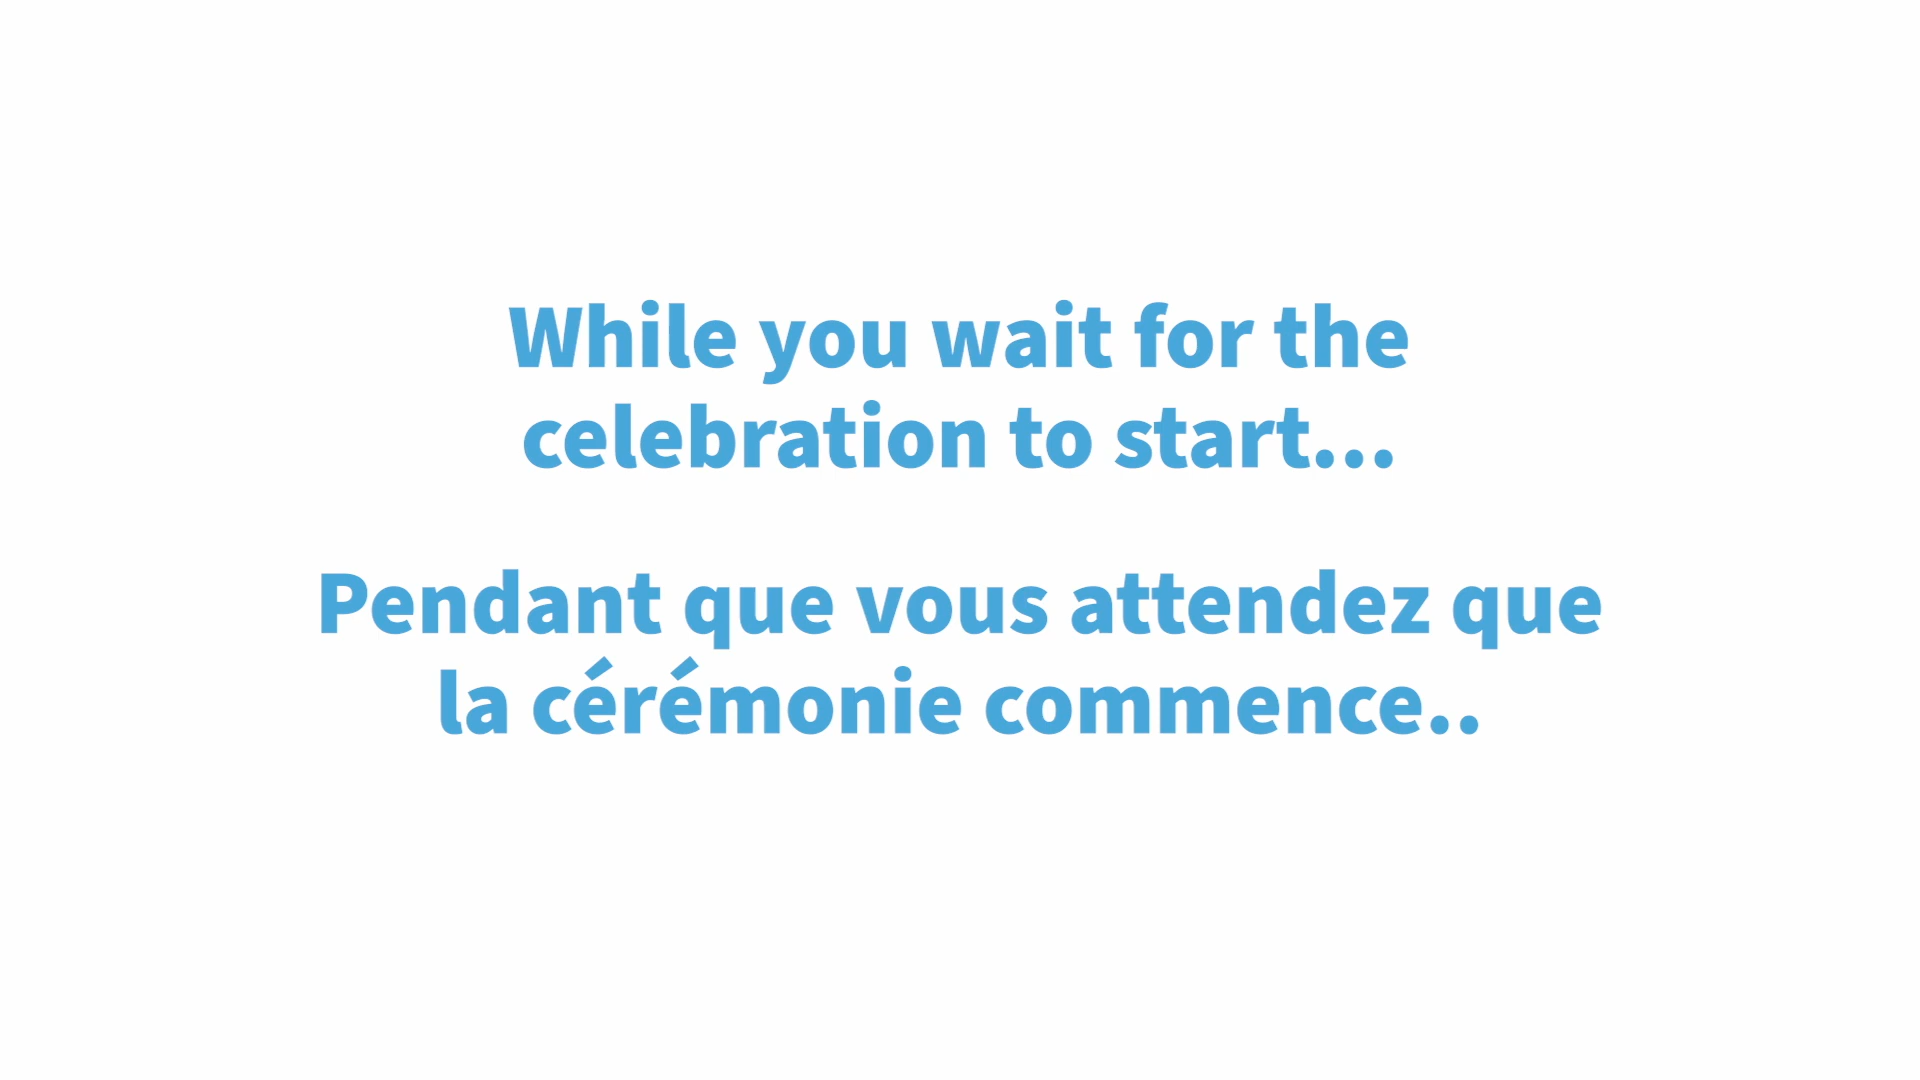 While you wait for the
celebration to start...
Pendant que vous attendez que
la cérémonie commence..